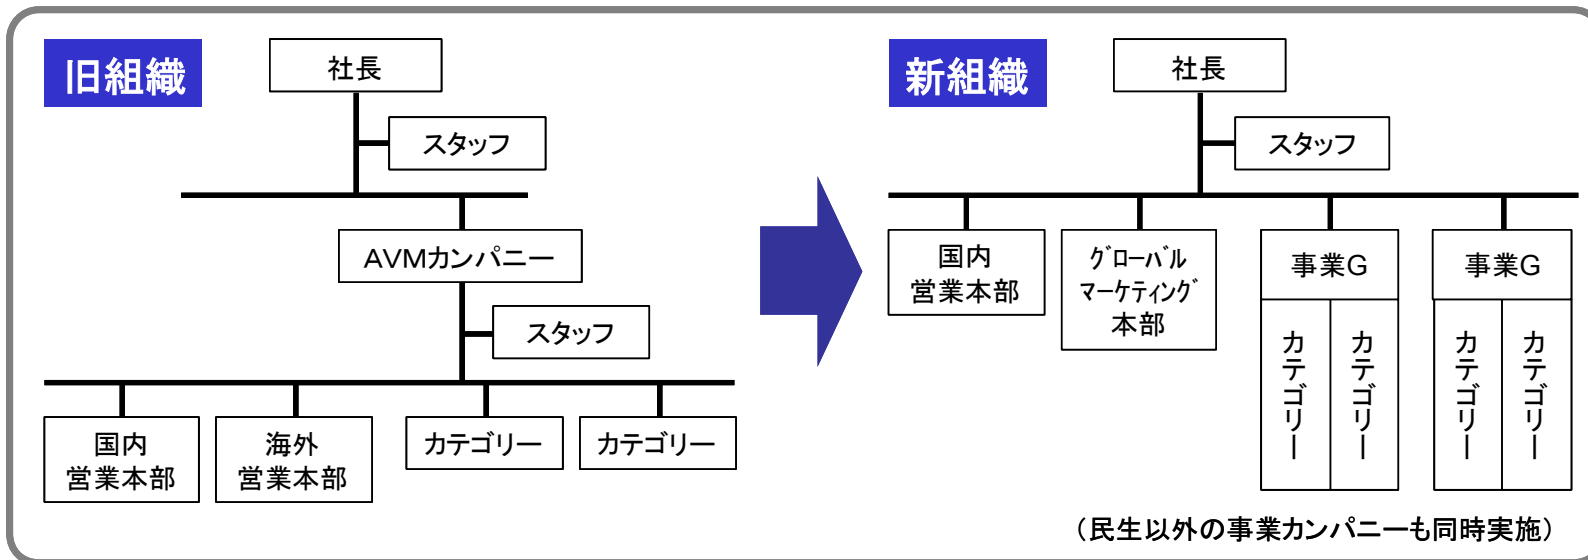 旧組織
社長
スタッフ
AVMカンパニー
スタッフ
国内
営業本部
海外
営業本部
カテゴリー
カテゴリー
新組織
社長
スタッフ
国内
営業本部
グローバル
マーケティング
本部
事業G
カテゴリー
カテゴリー
事業G
カテゴリー
カテゴリー
（民生以外の事業カンパニーも同時実施）